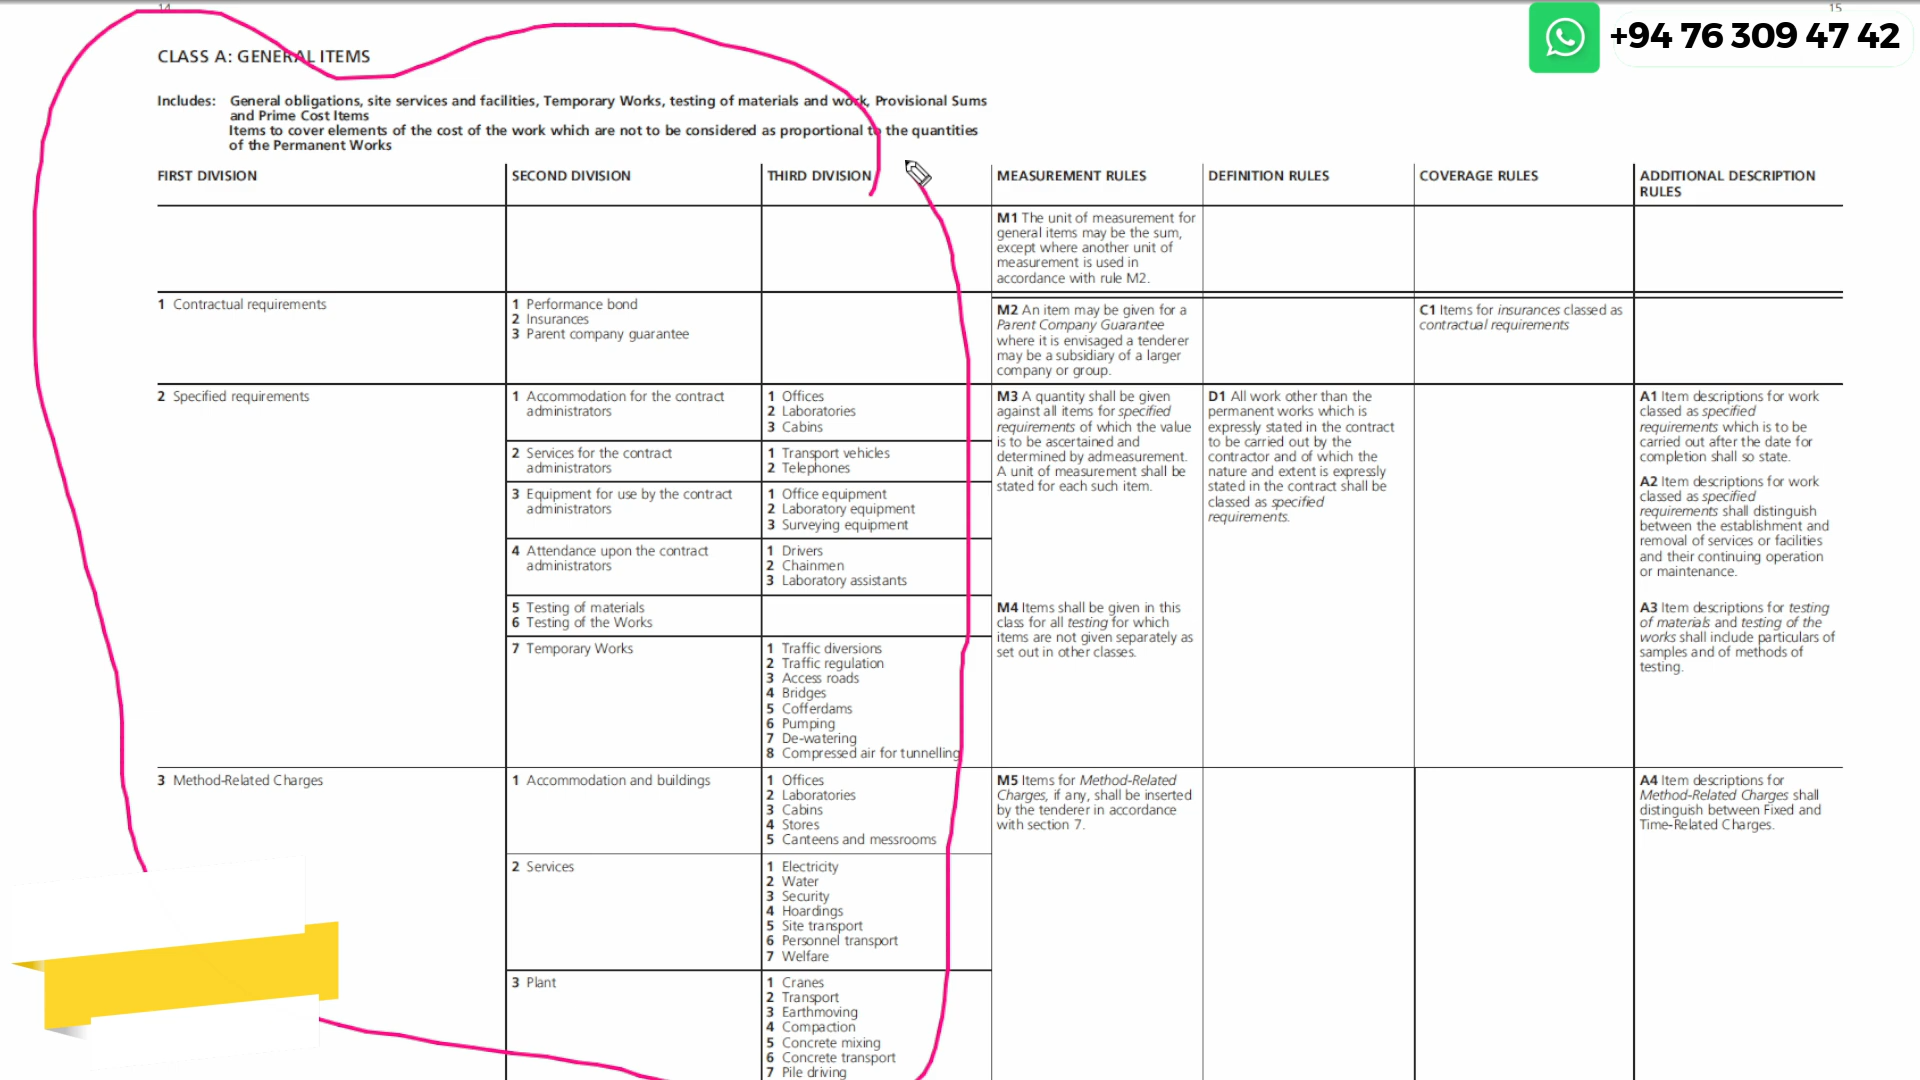 14
15
+94 76 309 47 42
CLASS A: GENERAL ITEMS
Includes: General obligations, site services and facilities, Temporary Works, testing of materials and work, Provisional Sums
and Prime Cost Items
Items to cover elements of the cost of the work which are not to be considered as proportional to the quantities
of the Permanent Works
FIRST DIVISION
SECOND DIVISION
THIRD DIVISION
MEASUREMENT RULES
DEFINITION RULES
COVERAGE RULES
ADDITIONAL DESCRIPTION
RULES
M1 The unit of measurement for
general items may be the sum,
except where another unit of
measurement is used in
accordance with rule M2.
1 Contractual requirements
1 Performance bond
2 Insurances
3 Parent company guarantee
M2 An item may be given for a
Parent Company Guarantee
where it is envisaged a tenderer
may be a subsidiary of a larger
company or group.
C1 Items for insurances classed as
contractual requirements
2 Specified requirements
1 Accommodation for the contract
administrators
1 Offices
2 Laboratories
3 Cabins
2 Services for the contract
administrators
1 Transport vehicles
2 Telephones
3 Equipment for use by the contract
administrators
1 Office equipment
2 Laboratory equipment
3 Surveying equipment
4 Attendance upon the contract
administrators
1 Drivers
2 Chainmen
3 Laboratory assistants
5 Testing of materials
6 Testing of the Works
7 Temporary Works
1 Traffic diversions
2 Traffic regulation
3 Access roads
4 Bridges
5 Cofferdams
6 Pumping
7 De-watering
8 Compressed air for tunnelling
M3 A quantity shall be given
against all items for specified
requirements of which the value
is to be ascertained and
determined by admeasurement.
A unit of measurement shall be
stated for each such item.
M4 Items shall be given in this
class for all testing for which
items are not given separately as
set out in other classes.
D1 All work other than the
permanent works which is
expressly stated in the contract
to be carried out by the
contractor and of which the
nature and extent is expressly
stated in the contract shall be
classed as specified
requirements.
A1 Item descriptions for work
classed as specified
requirements which is to be
carried out after the date for
completion shall so state.
A2 Item descriptions for work
classed as specified
requirements shall distinguish
between the establishment and
removal of services or facilities
and their continuing operation
or maintenance.
A3 Item descriptions for testing
of materials and testing of the
works shall include particulars of
samples and of methods of
testing.
3 Method-Related Charges
1 Accommodation and buildings
1 Offices
2 Laboratories
3 Cabins
4 Stores
5 Canteens and messrooms
2 Services
1 Electricity
2 Water
3 Security
4 Hoardings
5 Site transport
6 Personnel transport
7 Welfare
3 Plant
1 Cranes
2 Transport
3 Earthmoving
4 Compaction
5 Concrete mixing
6 Concrete transport
7 Pile driving
M5 Items for Method-Related
Charges, if any, shall be inserted
by the tenderer in accordance
with section 7.
A4 Item descriptions for
Method-Related Charges shall
distinguish between Fixed and
Time-Related Charges.